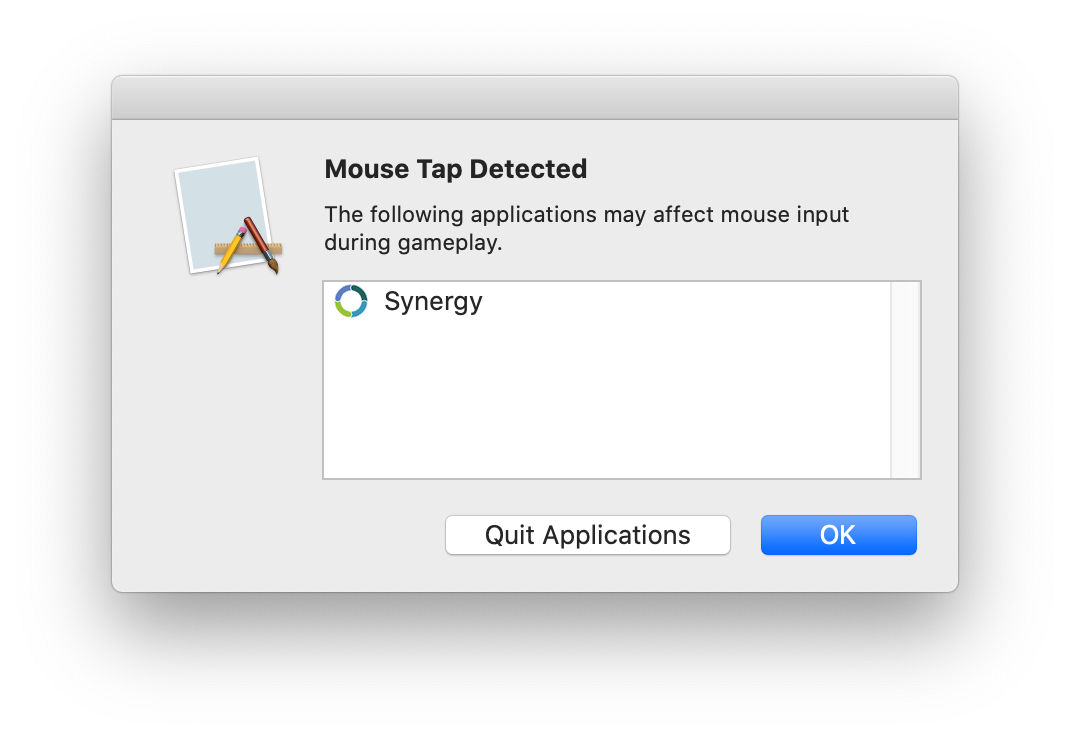 Mouse Tap Detected
The following applications may affect mouse input
during gameplay.
Synergy
Quit Applications
OK